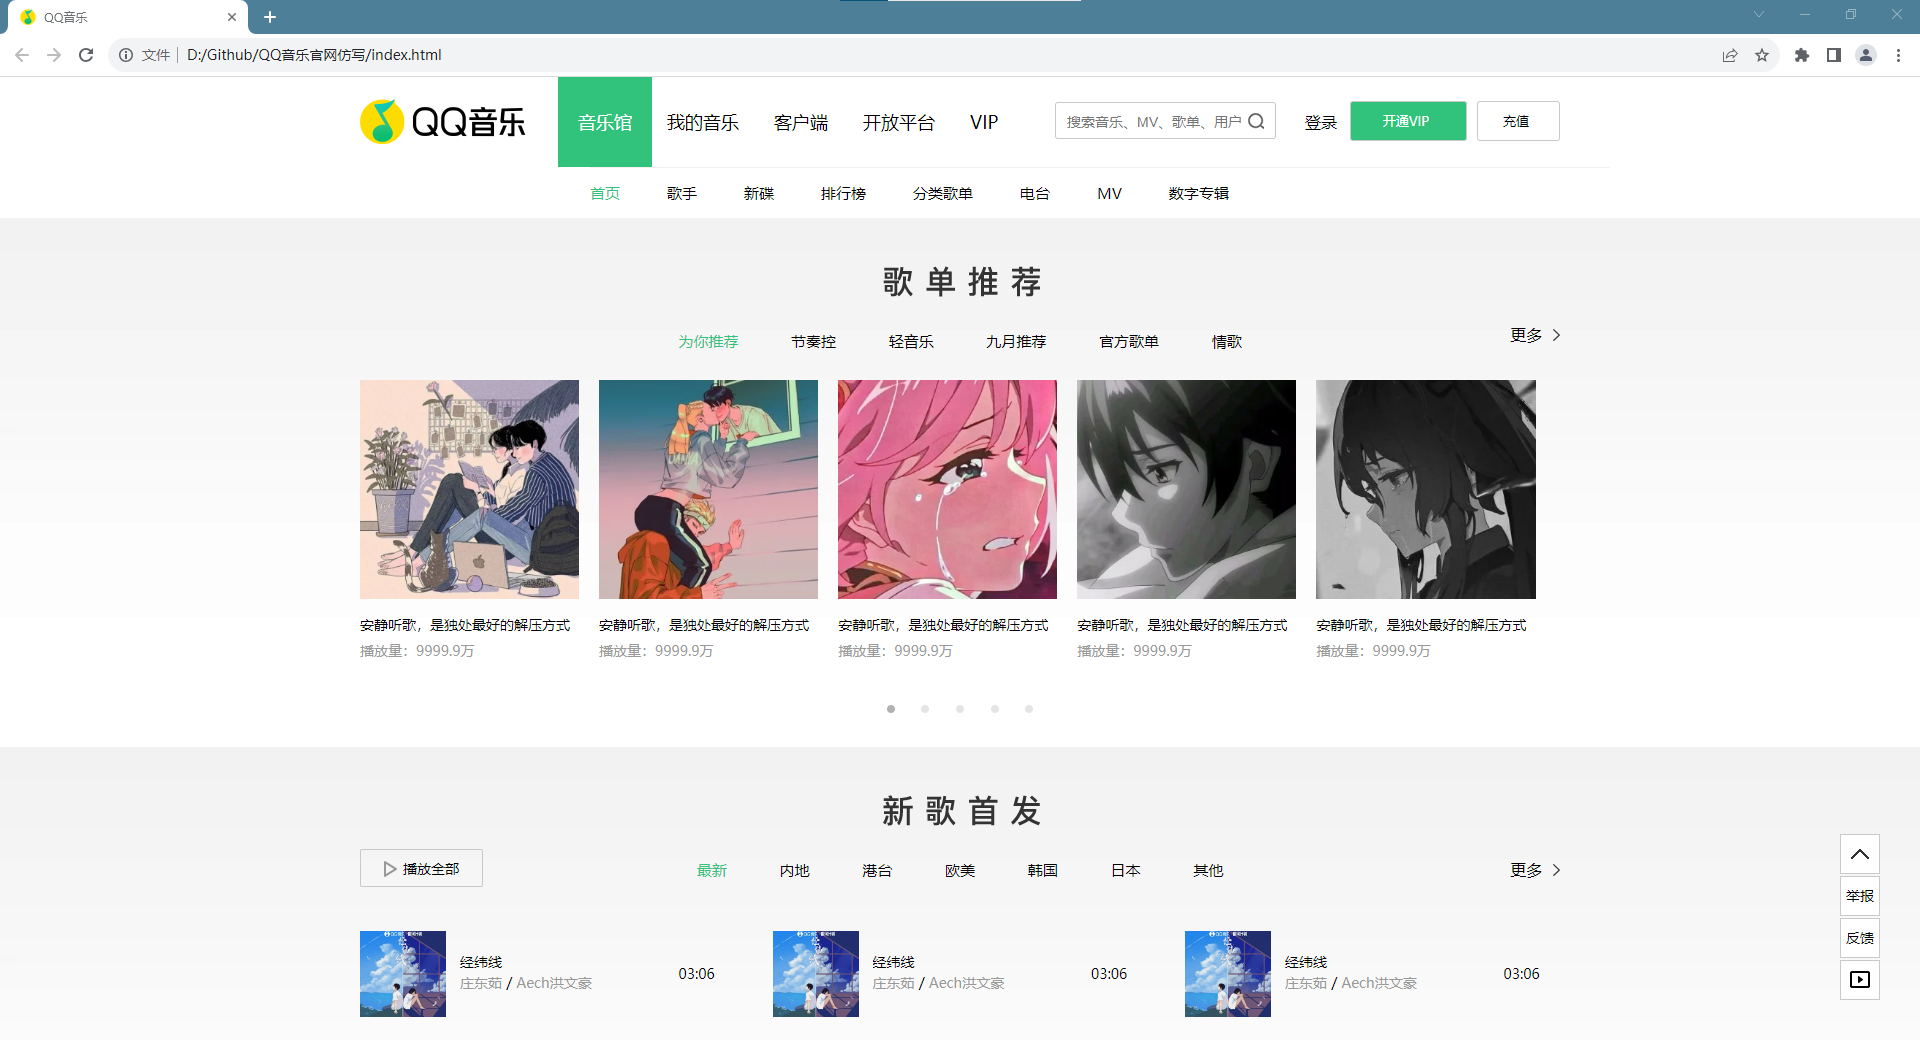 QQ音乐
文件 D:/Github/QQ音乐官网仿写/index.html
QQ音乐 音乐馆 我的音乐 客户端 开放平台 VIP 搜索音乐、MV、歌单、用户 登录 开通VIP 充值
首页 歌手 新碟 排行榜 分类歌单 电台 MV 数字专辑
歌单推荐
为你推荐 节奏控 轻音乐 九月推荐 官方歌单 情歌 更多
安静听歌，是独处最好的解压方式 安静听歌，是独处最好的解压方式 安静听歌，是独处最好的解压方式 安静听歌，是独处最好的解压方式 安静听歌，是独处最好的解压方式
播放量：9999.9万 播放量：9999.9万 播放量：9999.9万 播放量：9999.9万 播放量：9999.9万
新歌首发
播放全部 最新 内地 港台 欧美 韩国 日本 其他 更多
举报
反馈
经纬线 经纬线 经纬线
03:06 03:06 03:06
庄东茹 / Aech洪文豪 庄东茹 / Aech洪文豪 庄东茹 / Aech洪文豪